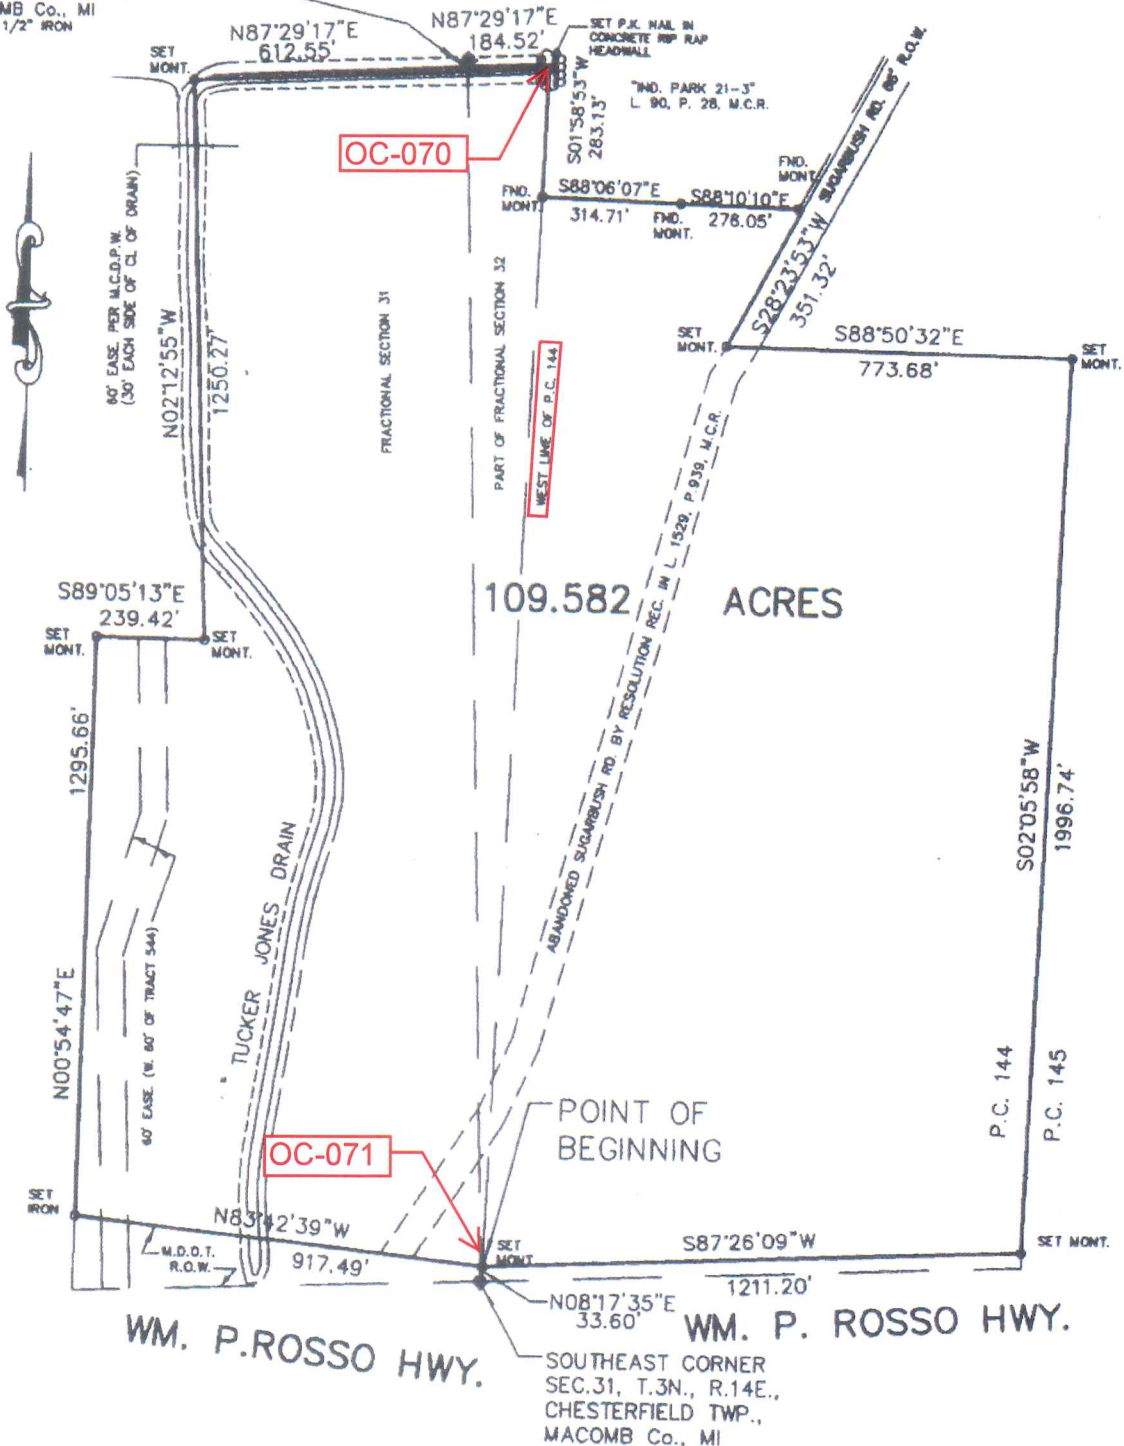 MB Co., MI
1/2" IRON
N87°29'17"E
612.55'
N87°29'17"E
184.52'
SET P.K. NAIL IN
CONCRETE RIP RAP
HEADWALL
SET
MONT.
"IND. PARK 21-3"
L. 90, P. 28, M.C.R.
S01°58'53"W
283.13'
OC-070
SUGARBUSH RD. 66' R.O.W.
FND.
MONT.
FND.
MONT.
S88°06'07"E
314.71'
FND.
MONT.
S88°10'10"E
276.05'
S28°23'53"W
351.32'
60' EASE. PER M.C.D.P.W.
(30' EACH SIDE OF CL OF DRAIN)
N02°12'55"W
1250.27'
FRACTIONAL SECTION 31
PART OF FRACTIONAL SECTION 32
WEST LINE OF P.C. 144
SET
MONT.
S88°50'32"E
773.68'
SET
MONT.
S89°05'13"E
239.42'
SET
MONT.
SET
MONT.
109.582 ACRES
ABANDONED SUGARBUSH RD. BY RESOLUTION REC. IN L. 1529, P.939, M.C.R.
1295.66'
N00°54'47"E
60' EASE. (W. 60' OF TRACT 544)
TUCKER JONES DRAIN
S02°05'58"W
1996.74'
P.C. 144
P.C. 145
POINT OF
BEGINNING
OC-071
SET
IRON
N83°42'39"W
917.49'
M.D.O.T.
R.O.W.
SET
MONT.
S87°26'09"W
1211.20'
SET MONT.
N08°17'35"E
33.60'
WM. P.ROSSO HWY.
WM. P. ROSSO HWY.
SOUTHEAST CORNER
SEC.31, T.3N., R.14E.,
CHESTERFIELD TWP.,
MACOMB Co., MI